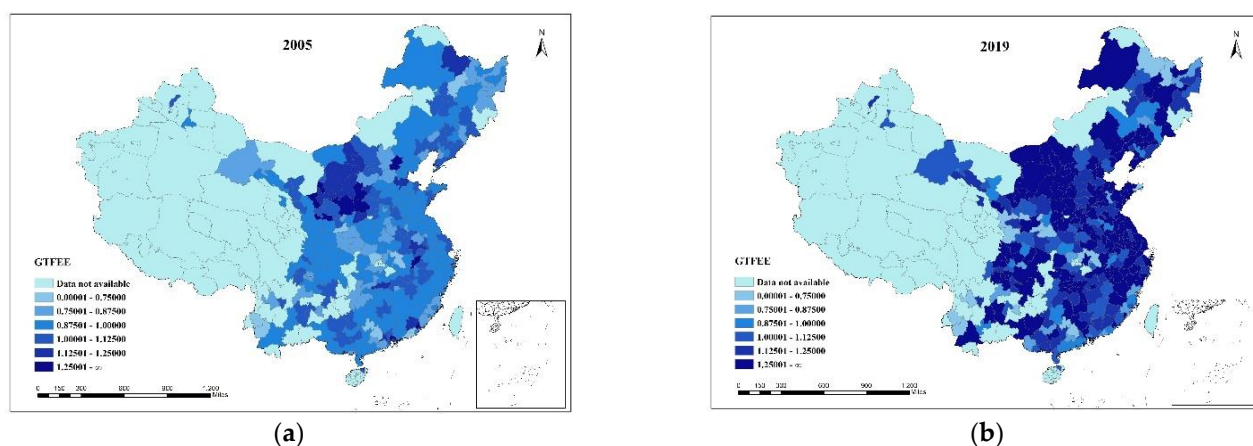 2005
N
GTFEE
Data not available
0.00001 - 0.75000
0.75001 - 0.87500
0.87501 - 1.00000
1.00001 - 1.12500
1.12501 - 1.25000
1.25001 - ∞
0 150 300 600 900 1,200
Miles
(a)
2019
N
GTFEE
Data not available
0.00001 - 0.75000
0.75001 - 0.87500
0.87501 - 1.00000
1.00001 - 1.12500
1.12501 - 1.25000
1.25001 - ∞
0 150 300 600 900 1,200
Miles
(b)